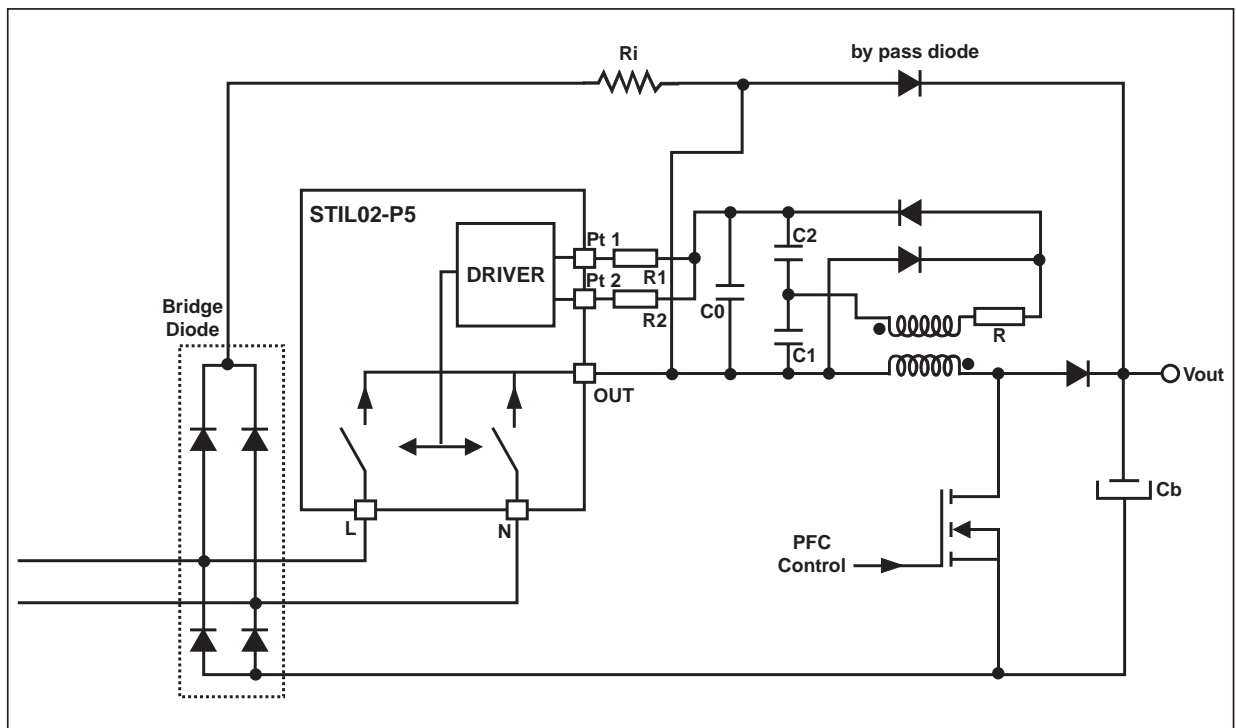 Ri
by pass diode
STIL02-P5
DRIVER
Pt 1
R1
Pt 2
R2
C0
C2
C1
R
Bridge
Diode
OUT
Vout
L
N
PFC
Control
Cb